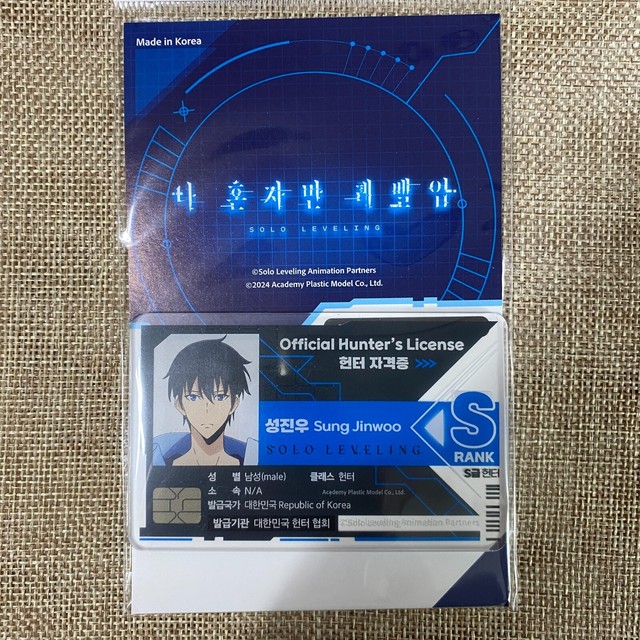 Made in Korea
나 혼자만 레벨업
SOLO LEVELING
©Solo Leveling Animation Partners
©2024 Academy Plastic Model Co., Ltd.
Official Hunter's License
헌터 자격증 >>>
성진우 Sung Jinwoo
SOLO LEVELING
S
RANK
S급 헌터
성 별 남성(male) 클래스 헌터
소 속 N/A
Academy Plastic Model Co., Ltd.
발급국가 대한민국 Republic of Korea
발급기관 대한민국 헌터 협회
©Solo Leveling Animation Partners